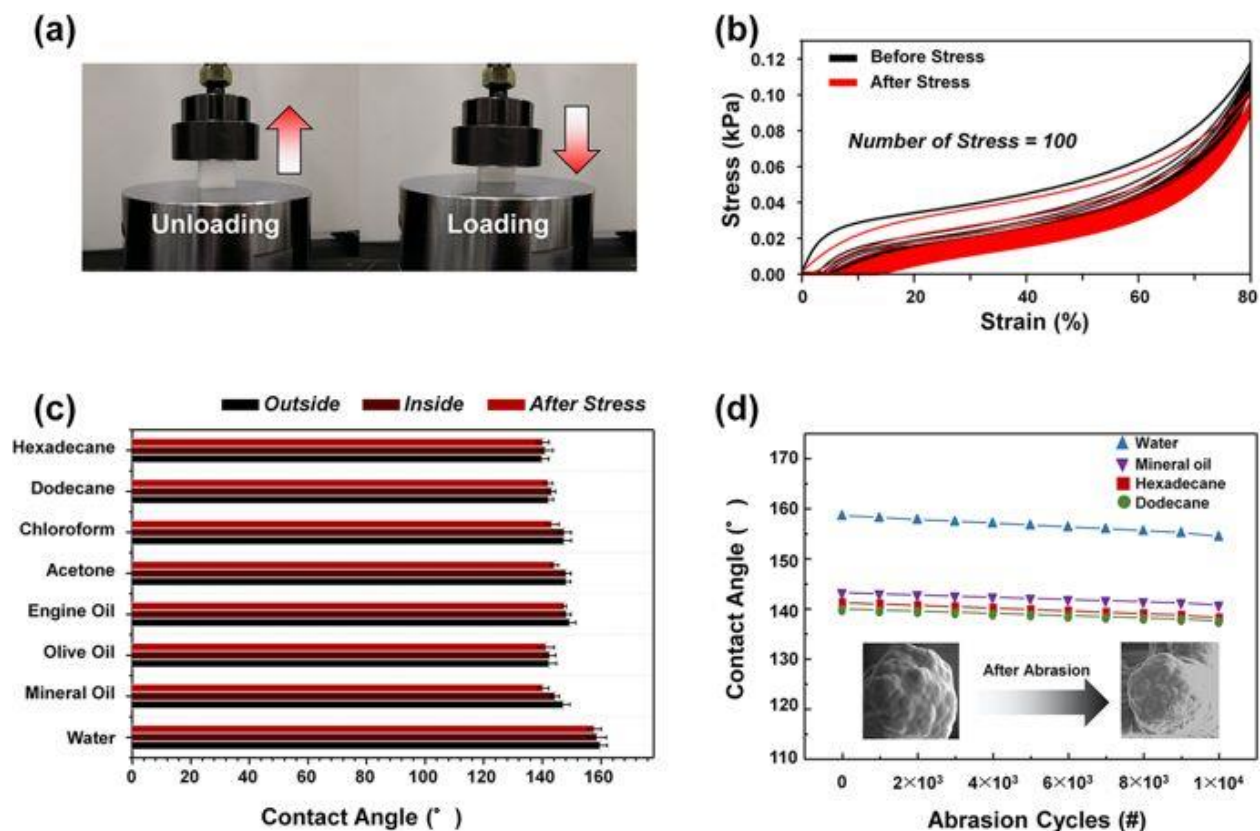 (a)
Unloading
Loading
(b)
Before Stress
After Stress
Number of Stress = 100
Stress (kPa)
0.12
0.10
0.08
0.06
0.04
0.02
0.00
0 20 40 60 80
Strain (%)
(c)
Outside Inside After Stress
Hexadecane
Dodecane
Chloroform
Acetone
Engine Oil
Olive Oil
Mineral Oil
Water
0 20 40 60 80 100 120 140 160
Contact Angle (°)
(d)
Water
Mineral oil
Hexadecane
Dodecane
Contact Angle (°)
170
160
150
140
130
120
110
After Abrasion
0 2×10³ 4×10³ 6×10³ 8×10³ 1×10⁴
Abrasion Cycles (#)